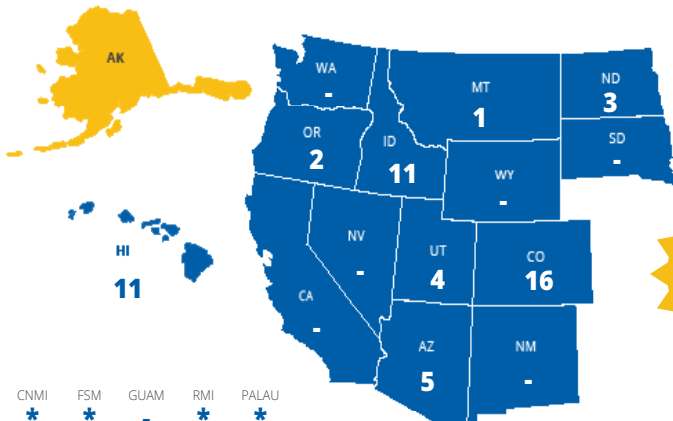 AK
WA
-
MT
1
ND
3
OR
2
ID
11
SD
-
WY
-
HI
11
NV
-
UT
4
CO
16
CA
-
AZ
5
NM
-
CNMI FSM GUAM RMI PALAU
* * - * *